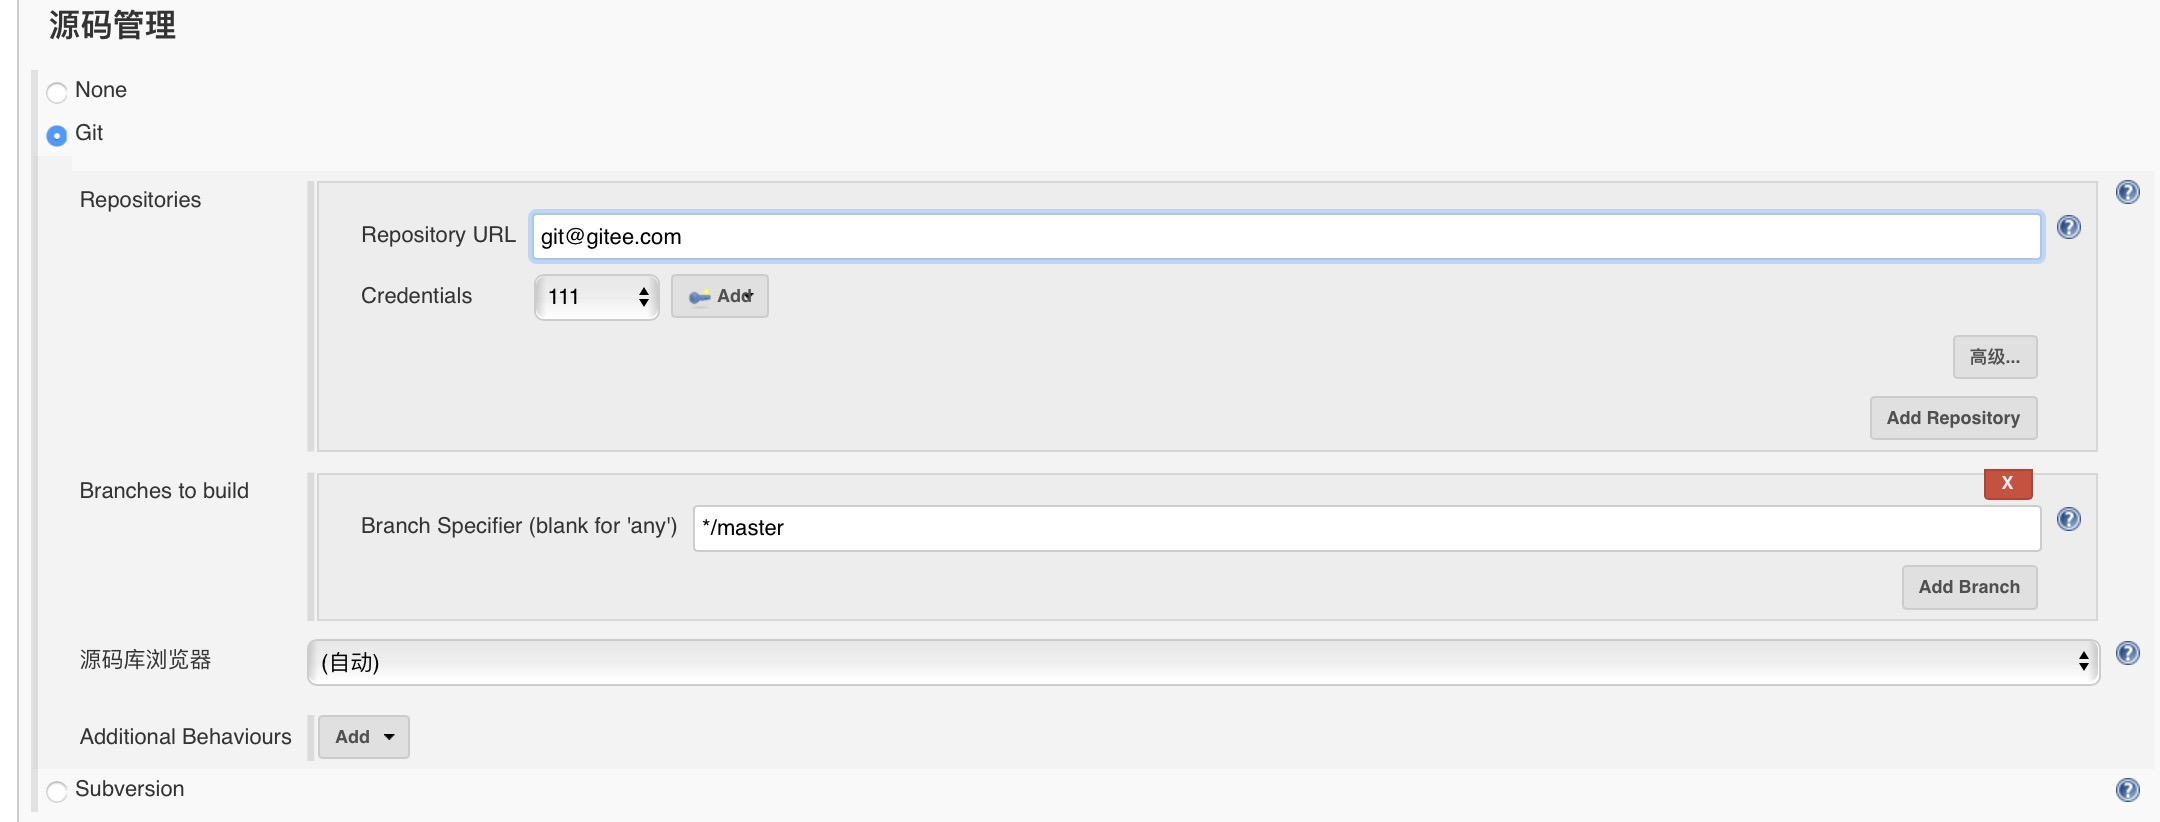 源码管理
None
Git
Repositories
Repository URL git@gitee.com
Credentials 111 Add
高级...
Add Repository
Branches to build
X
Branch Specifier (blank for 'any') */master
Add Branch
源码库浏览器 (自动)
Additional Behaviours Add
Subversion